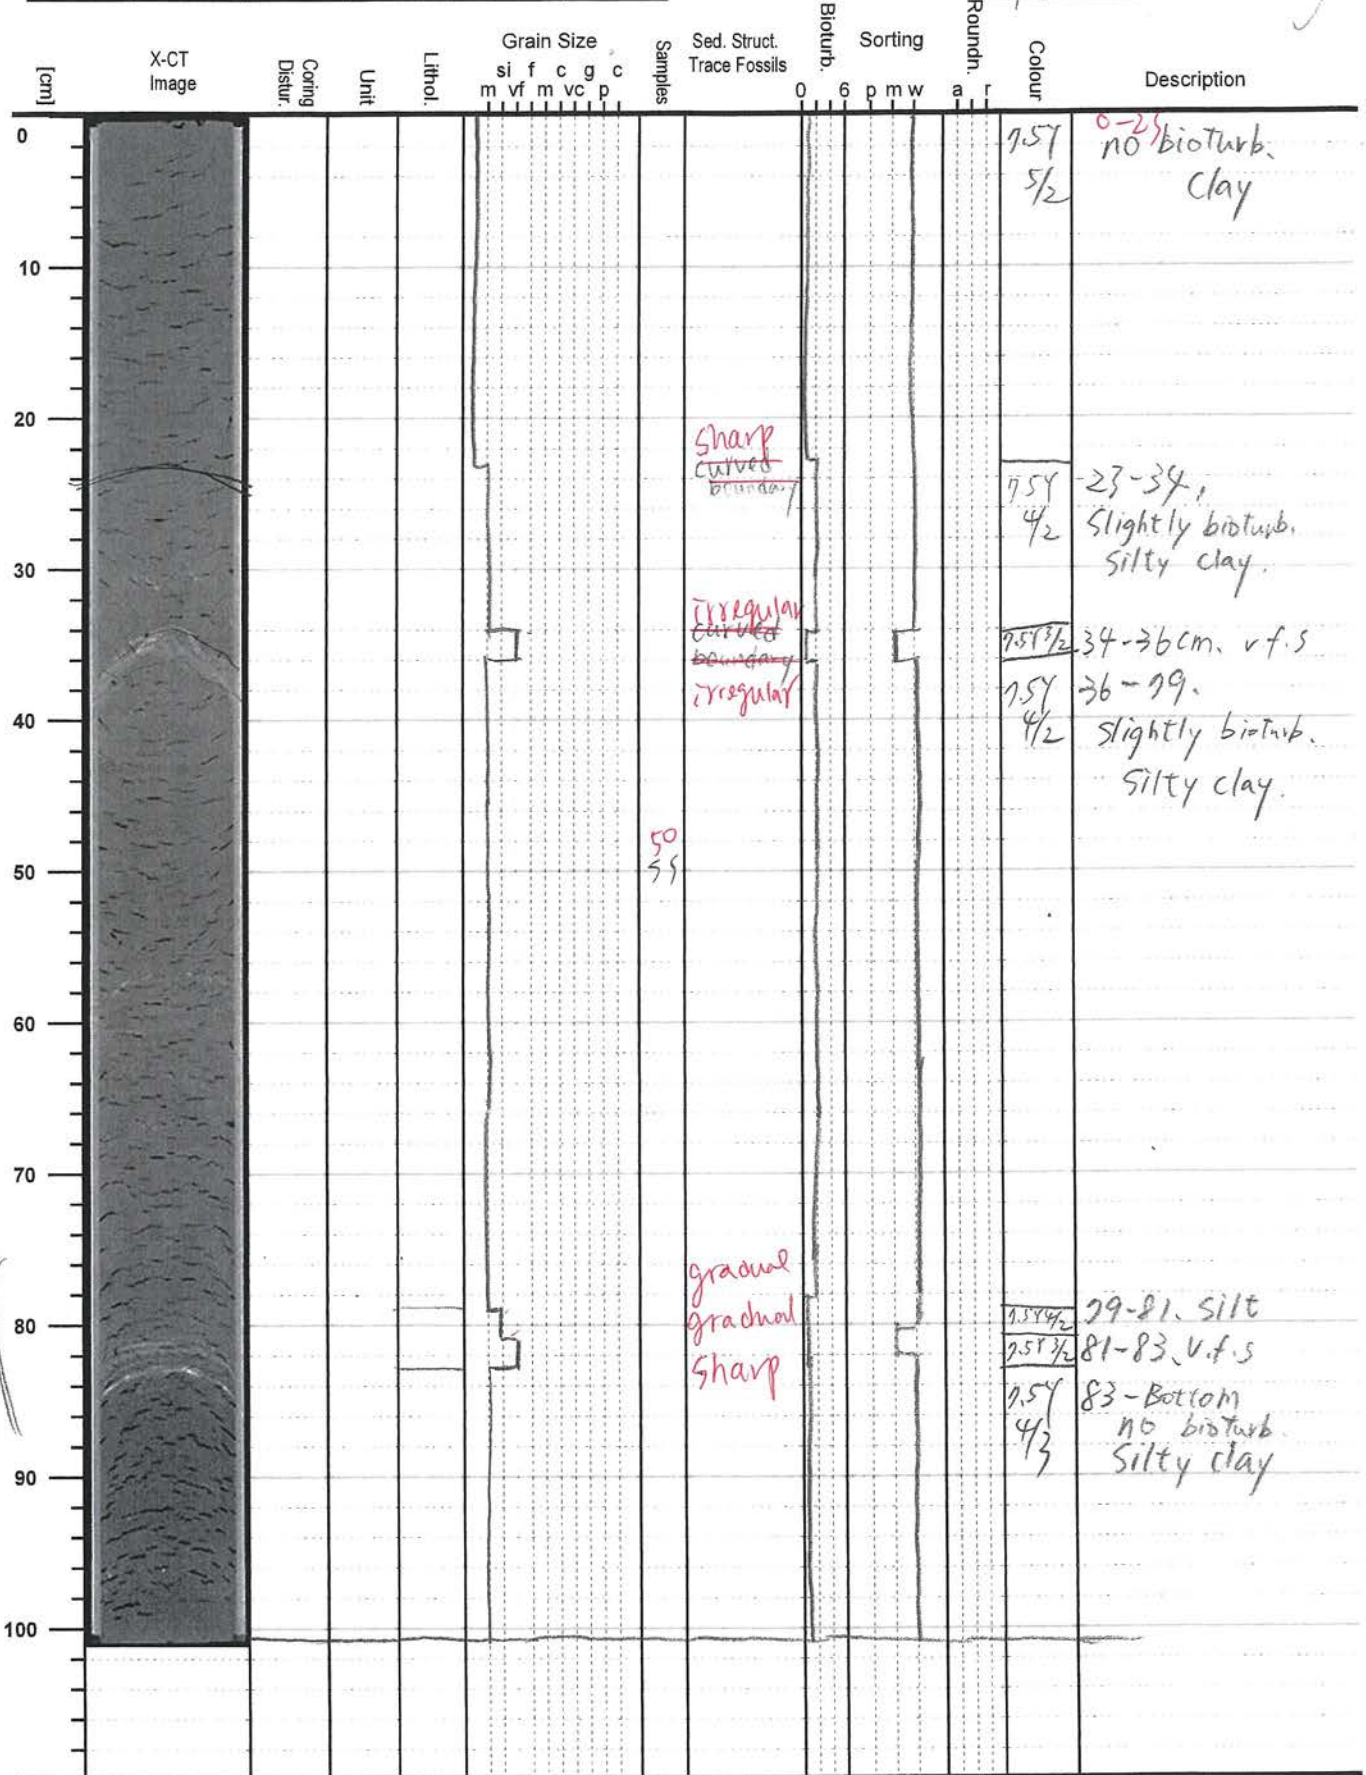 [cm]
X-CT
Image
Coring
Distur.
Unit
Lithol.
Grain Size
si f c g c
m vf m vc p
Samples
Sed. Struct.
Trace Fossils
Bioturb.
0 6
Sorting
p m w
Roundn.
a r
Colour
Description
0
10
20
30
40
50
60
70
80
90
100
50
SS
sharp
curved
boundary
irregular
curved
boundary
irregular
gradual
gradual
sharp
7.5Y
5/2
7.5Y
4/2
7.5Y 3/2
7.5Y
4/2
7.5Y 4/2
7.5Y 3/2
7.5Y
4/3
no bioturb.
Clay
23-34,
Slightly bioturb.
Silty clay.
34-36cm. v.f.s
36-79.
slightly bioturb.
Silty clay.
79-81. Silt
81-83. v.f.s
83-Bottom
no bioturb.
Silty clay